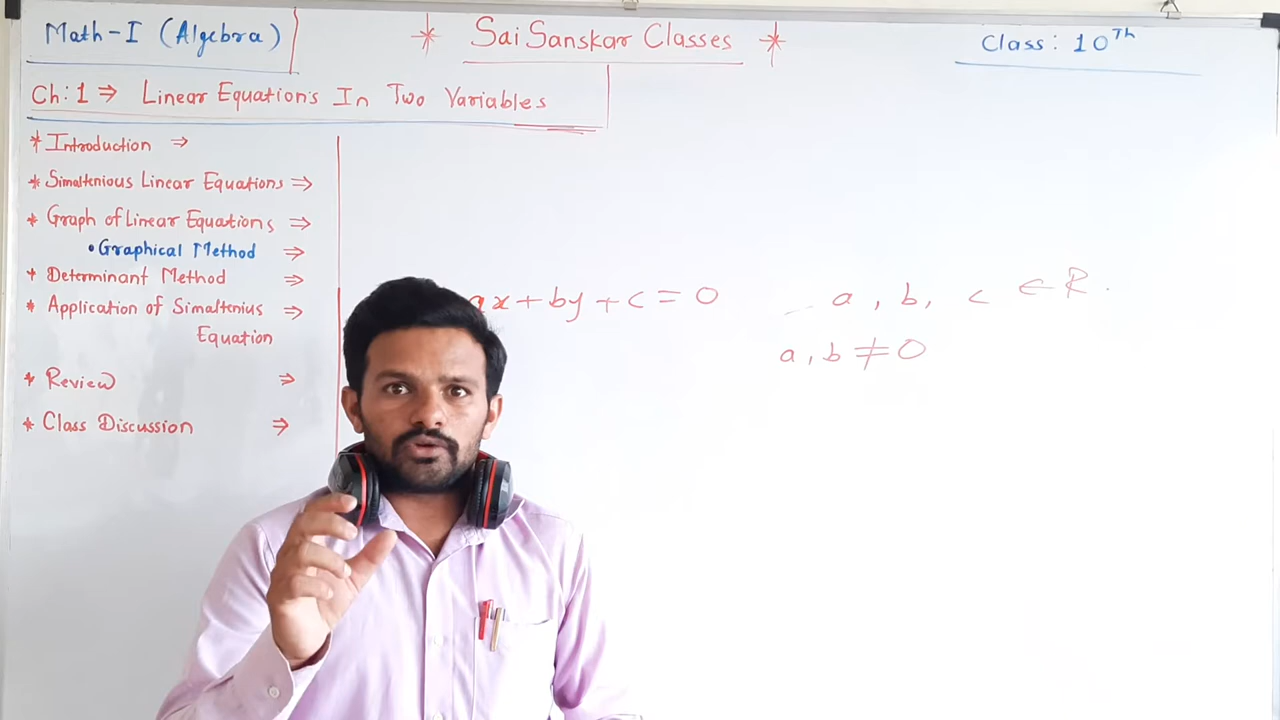 Math-I (Algebra)
* Sai Sanskar Classes *
Class: 10Th
Ch:1 ⇒ Linear Equations In Two Variables
* Introduction ⇒
* Simaltenious Linear Equations ⇒
* Graph of Linear Equations ⇒
• Graphical Method ⇒
* Determinant Method ⇒
* Application of Simaltenius ⇒
Equation
* Review ⇒
* Class Discussion ⇒
ax + by + c = 0
a, b, c ∈ R.
a, b ≠ 0